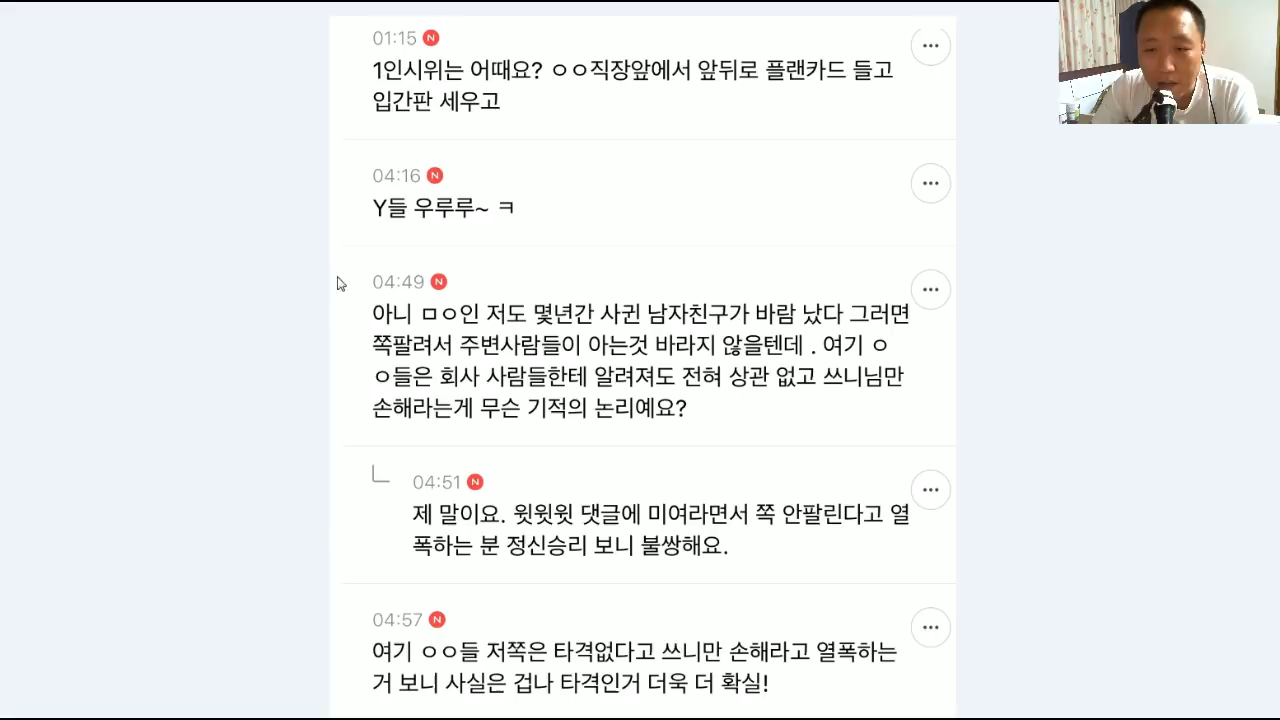 01:15 N
1인시위는 어때요? ㅇㅇ직장앞에서 앞뒤로 플랜카드 들고
입간판 세우고
04:16 N
Y들 우루루~ ㅋ
04:49 N
아니 ㅁㅇ인 저도 몇년간 사귄 남자친구가 바람 났다 그러면
쪽팔려서 주변사람들이 아는것 바라지 않을텐데 . 여기 ㅇ
ㅇ들은 회사 사람들한테 알려져도 전혀 상관 없고 쓰니님만
손해라는게 무슨 기적의 논리예요?
04:51 N
제 말이요. 윗윗윗 댓글에 미여라면서 쪽 안팔린다고 열
폭하는 분 정신승리 보니 불쌍해요.
04:57 N
여기 ㅇㅇ들 저쪽은 타격없다고 쓰니만 손해라고 열폭하는
거 보니 사실은 겁나 타격인거 더욱 더 확실!